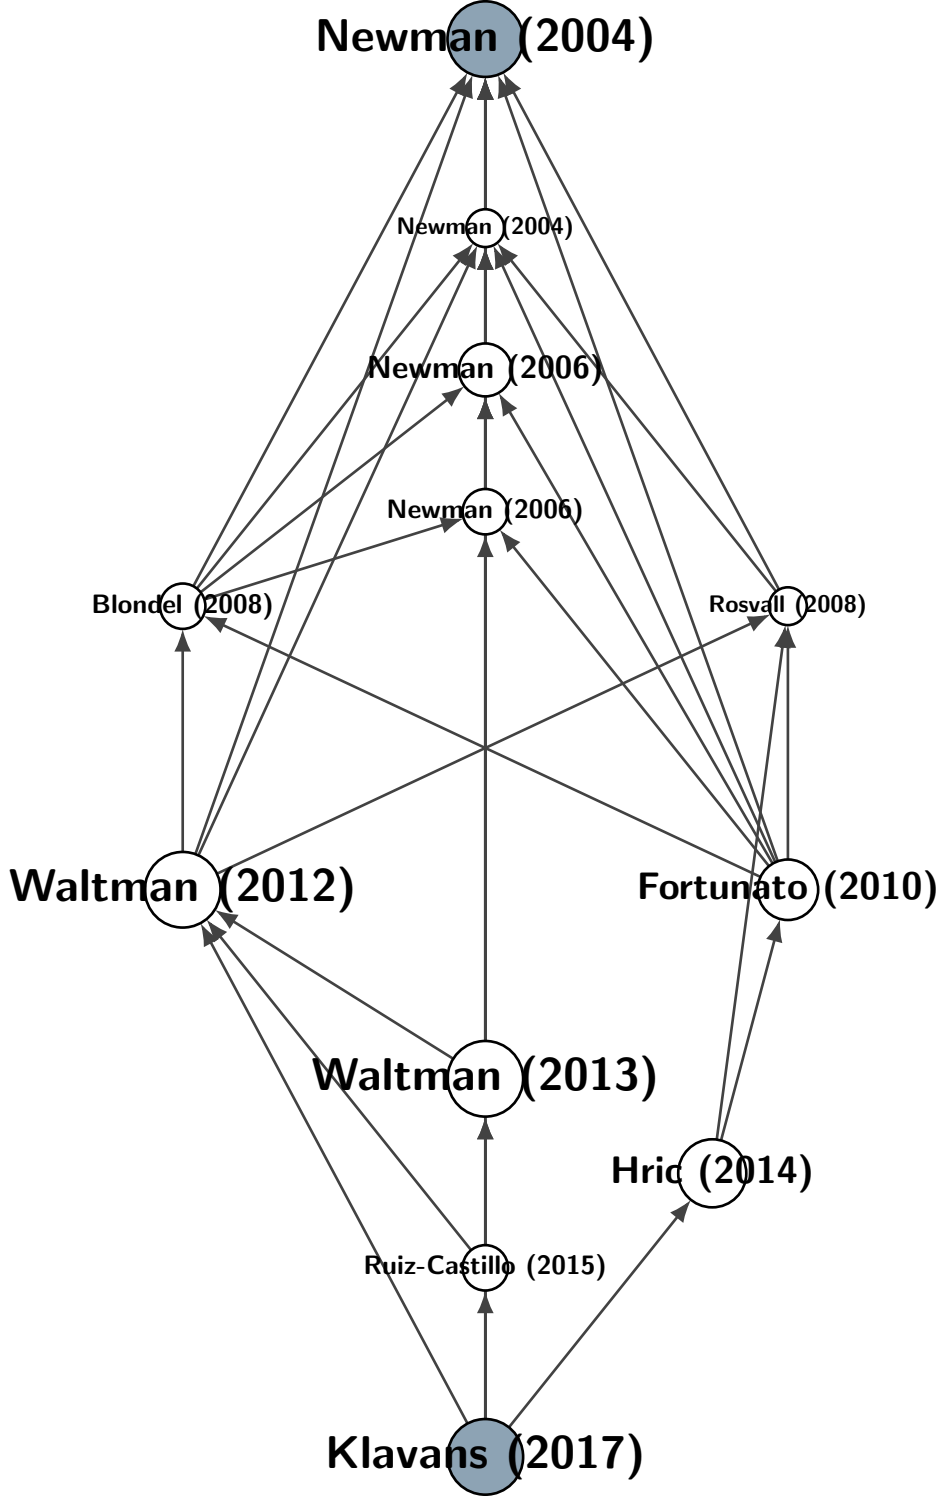 Newman (2004)
Newman (2004)
Newman (2006)
Newman (2006)
Blondel (2008)
Rosvall (2008)
Waltman (2012)
Fortunato (2010)
Waltman (2013)
Hric (2014)
Ruiz-Castillo (2015)
Klavans (2017)